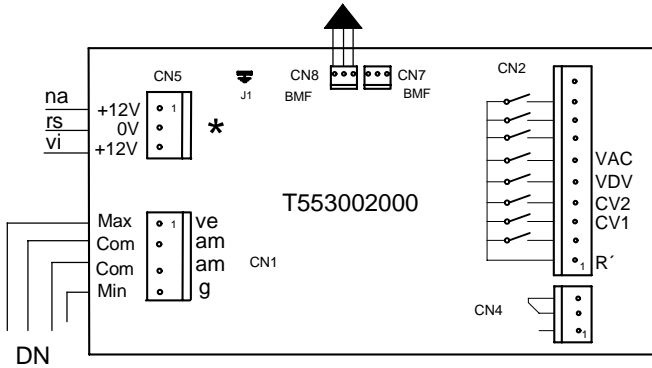 CN5
J1
CN8
BMF
CN7
BMF
CN2
na
rs
vi
+12V
0V
+12V
1
*
VAC
VDV
CV2
CV1
R´
1
T553002000
Max
Com
Com
Min
1
ve
am
am
g
CN1
CN4
1
DN